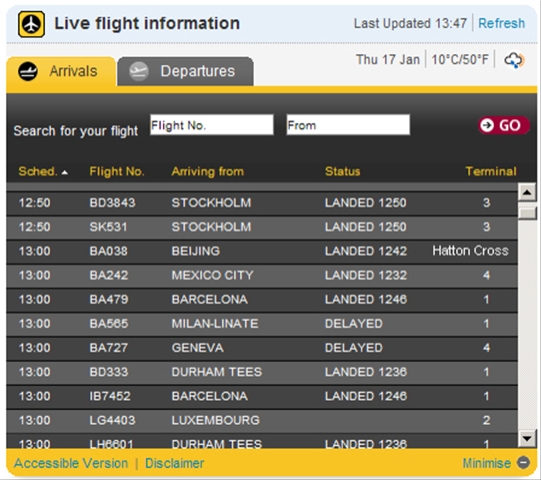 Live flight information Last Updated 13:47 Refresh
Arrivals Departures Thu 17 Jan 10°C/50°F
Search for your flight Flight No. From GO
Sched. Flight No. Arriving from Status Terminal
12:50 BD3843 STOCKHOLM LANDED 1250 3
12:50 SK531 STOCKHOLM LANDED 1250 3
13:00 BA038 BEIJING LANDED 1242 Hatton Cross
13:00 BA242 MEXICO CITY LANDED 1232 4
13:00 BA479 BARCELONA LANDED 1246 1
13:00 BA565 MILAN-LINATE DELAYED 1
13:00 BA727 GENEVA DELAYED 4
13:00 BD333 DURHAM TEES LANDED 1236 1
13:00 IB7452 BARCELONA LANDED 1246 1
13:00 LG4403 LUXEMBOURG 2
13:00 LH6601 DURHAM TEES LANDED 1236 1
Accessible Version | Disclaimer Minimise